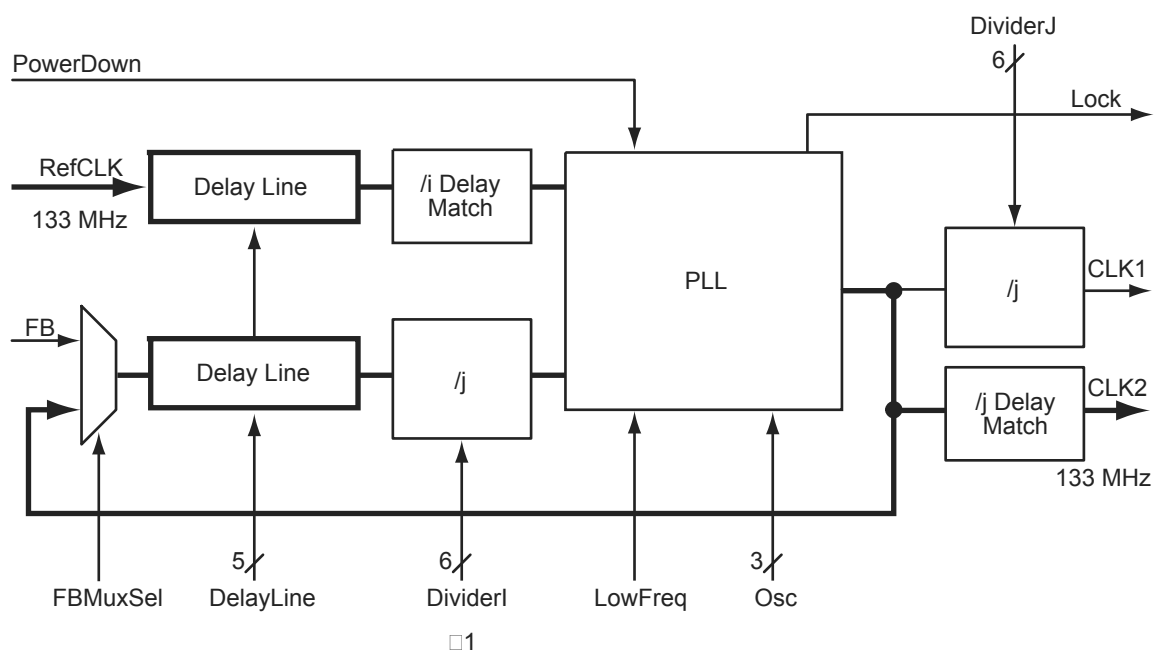 DividerJ
6
PowerDown
Lock
RefCLK
133 MHz
Delay Line
/i Delay
Match
PLL
/j
CLK1
FB
Delay Line
/j
/j Delay
Match
CLK2
133 MHz
5
6
3
FBMuxSel
DelayLine
DividerI
LowFreq
Osc
□1